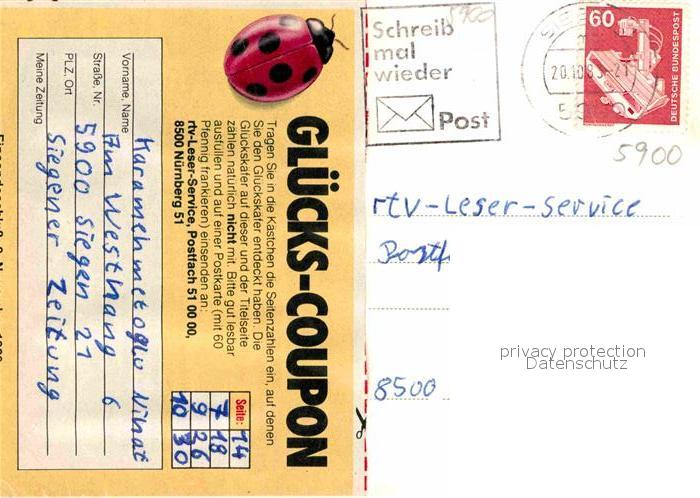 GLÜCKS-COUPON
Tragen Sie in die Kästchen die Seitenzahlen ein, auf denen
Sie den Glückskäfer entdeckt haben. Die
Glückskäfer auf dieser und der Titelseite
zählen natürlich nicht mit. Bitte gut lesbar
ausfüllen und auf einer Postkarte (mit 60
Pfennig frankieren) einsenden an:
rtv-Leser-Service, Postfach 51 00 00,
8500 Nürnberg 51
Seite: 14
7 18
9 26
10 30
Vorname, Name
Karamehmetoglu Nihat
Straße, Nr.
Am Westhang 6
PLZ, Ort
5900 Siegen 21
Meine Zeitung
Siegener Zeitung
5900
Schreib
mal
wieder
Post
60
DEUTSCHE BUNDESPOST
5900
rtv-Leser-Service
Postf
privacy protection
Datenschutz
8500